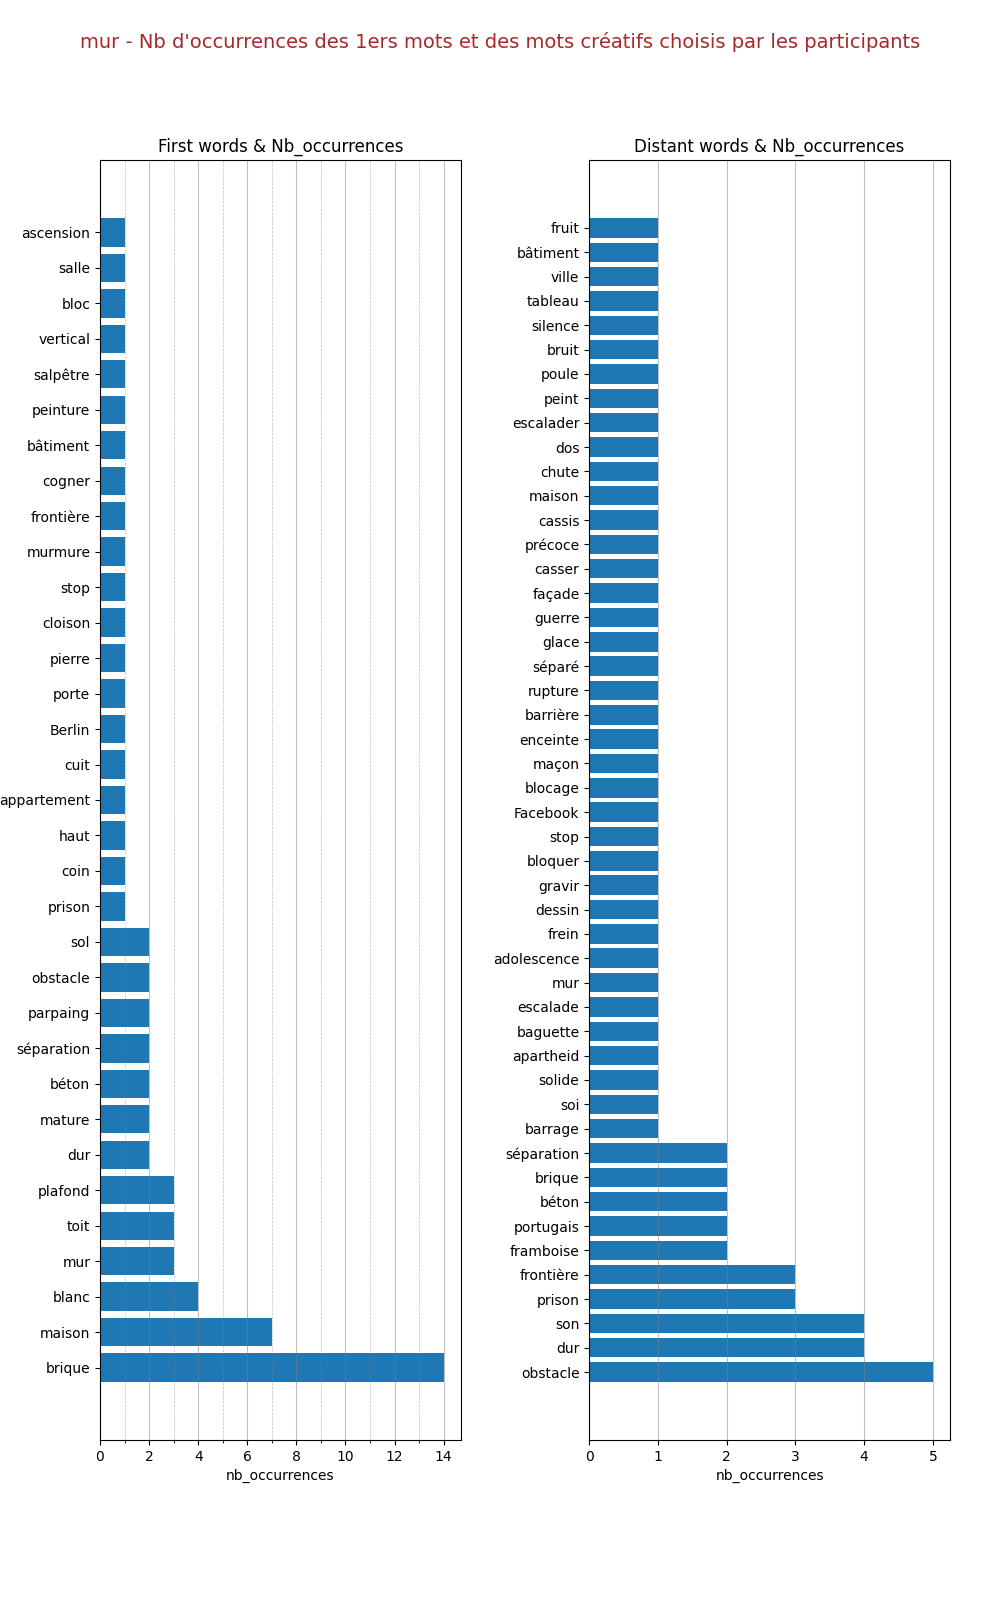 mur - Nb d'occurrences des 1ers mots et des mots créatifs choisis par les participants
First words & Nb_occurrences
ascension
salle
bloc
vertical
salpêtre
peinture
bâtiment
cogner
frontière
murmure
stop
cloison
pierre
porte
Berlin
cuit
appartement
haut
coin
prison
sol
obstacle
parpaing
séparation
béton
mature
dur
plafond
toit
mur
blanc
maison
brique
0 2 4 6 8 10 12 14
nb_occurrences
Distant words & Nb_occurrences
fruit
bâtiment
ville
tableau
silence
bruit
poule
peint
escalader
dos
chute
maison
cassis
précoce
casser
façade
guerre
glace
séparé
rupture
barrière
enceinte
maçon
blocage
Facebook
stop
bloquer
gravir
dessin
frein
adolescence
mur
escalade
baguette
apartheid
solide
soi
barrage
séparation
brique
béton
portugais
framboise
frontière
prison
son
dur
obstacle
0 1 2 3 4 5
nb_occurrences